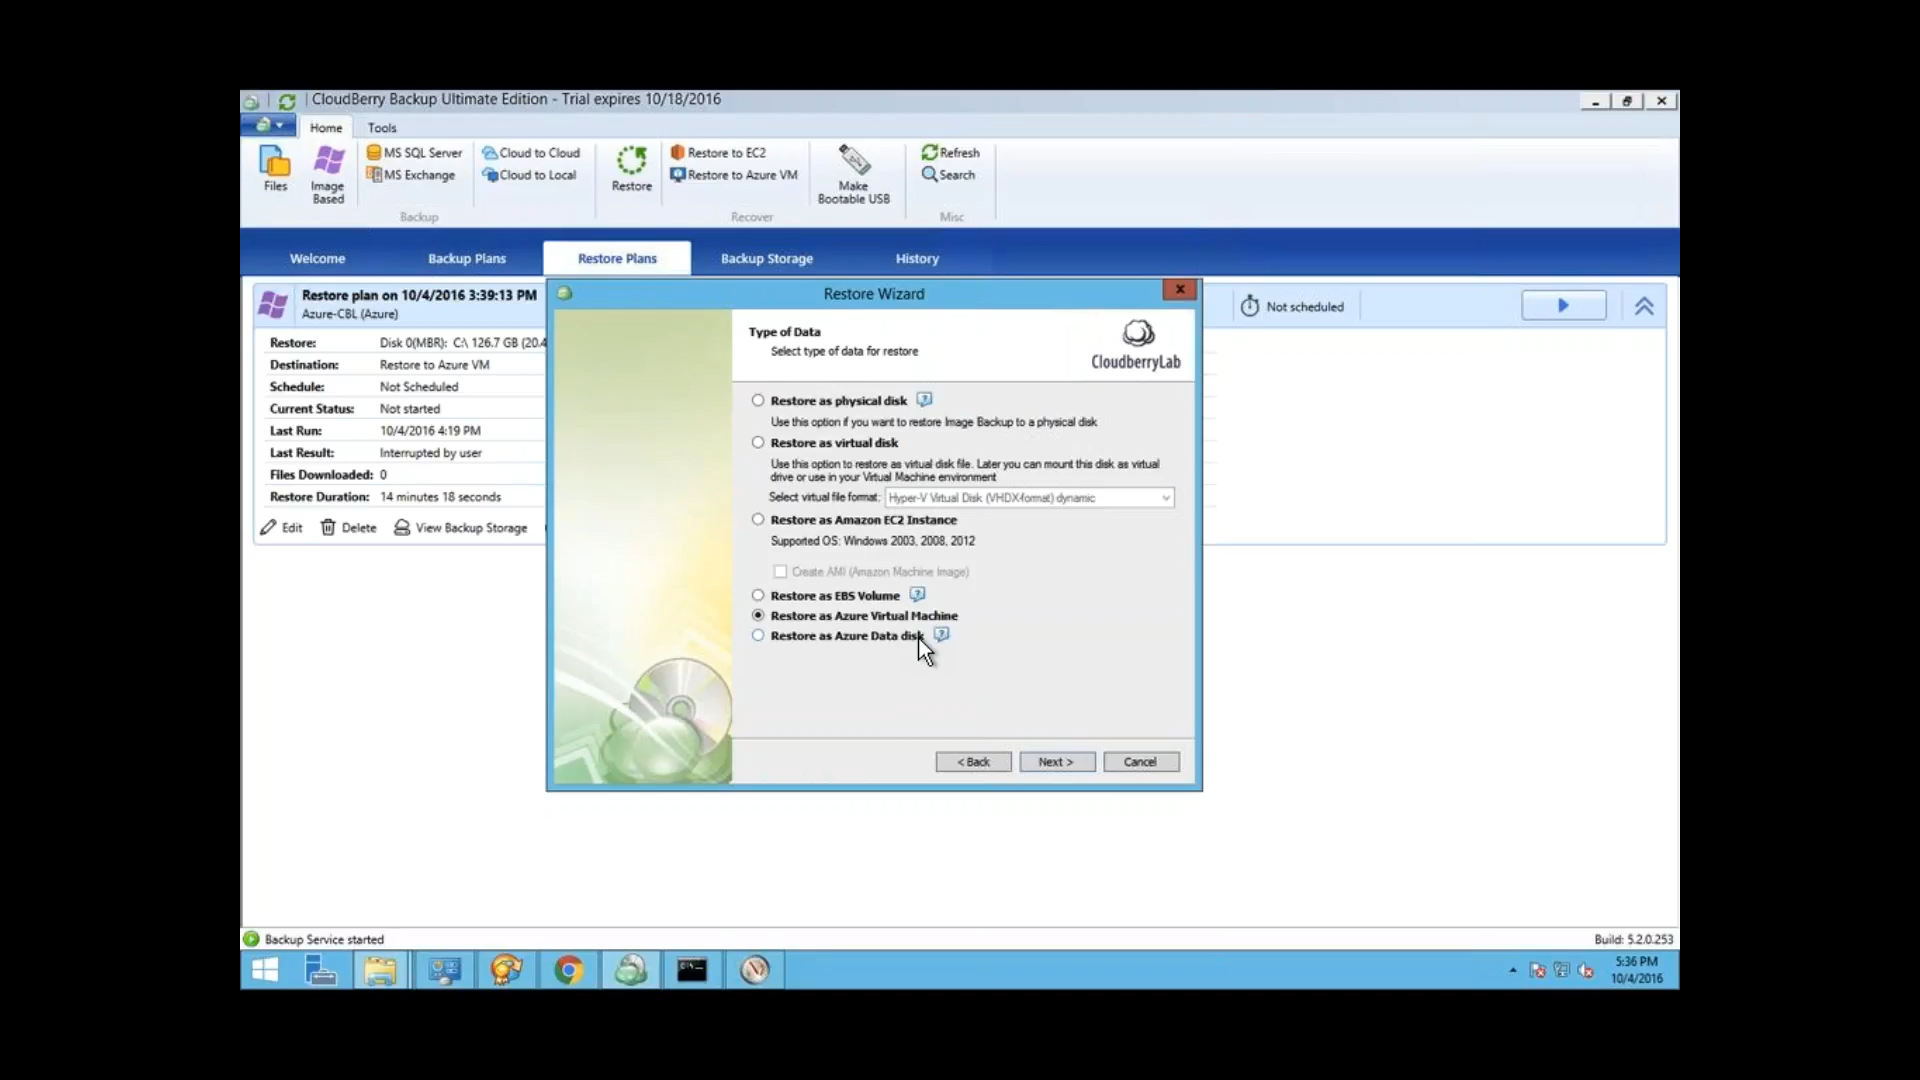 CloudBerry Backup Ultimate Edition - Trial expires 10/18/2016
Home Tools
Files
Image Based
MS SQL Server
MS Exchange
Cloud to Cloud
Cloud to Local
Backup
Restore
Restore to EC2
Restore to Azure VM
Recover
Make Bootable USB
Refresh
Search
Misc
Welcome Backup Plans Restore Plans Backup Storage History
Restore plan on 10/4/2016 3:39:13 PM
Azure-CBL (Azure)
Not scheduled
Restore: Disk 0(MBR): C:\ 126.7 GB (20.4
Destination: Restore to Azure VM
Schedule: Not Scheduled
Current Status: Not started
Last Run: 10/4/2016 4:19 PM
Last Result: Interrupted by user
Files Downloaded: 0
Restore Duration: 14 minutes 18 seconds
Edit Delete View Backup Storage
Restore Wizard
Type of Data
Select type of data for restore
CloudberryLab
Restore as physical disk
Use this option if you want to restore Image Backup to a physical disk
Restore as virtual disk
Use this option to restore as virtual disk file. Later you can mount this disk as virtual
drive or use in your Virtual Machine environment
Select virtual file format: Hyper-V Virtual Disk (VHDX-format) dynamic
Restore as Amazon EC2 Instance
Supported OS: Windows 2003, 2008, 2012
Create AMI (Amazon Machine Image)
Restore as EBS Volume
Restore as Azure Virtual Machine
Restore as Azure Data disk
< Back Next > Cancel
Backup Service started
Build: 5.2.0.253
5:36 PM
10/4/2016